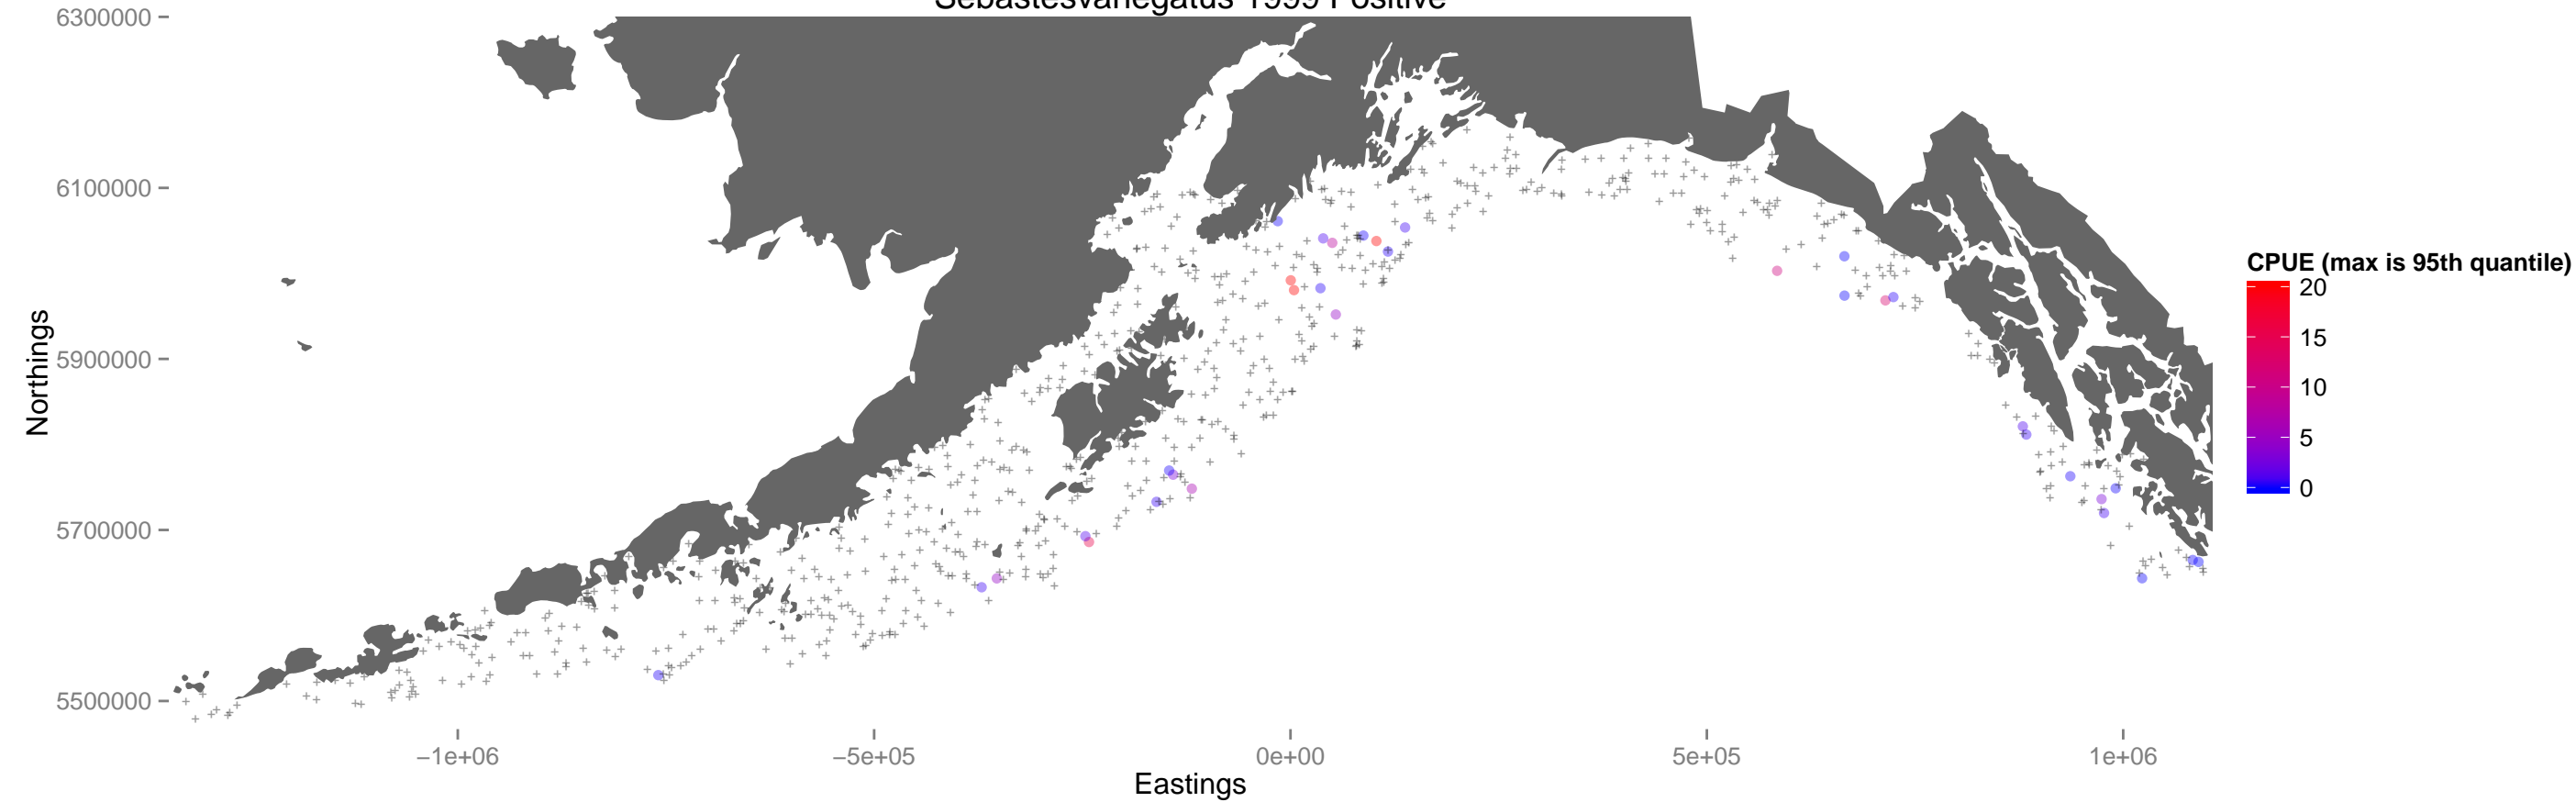 Sebastesvariegatus 1999 Positive
6300000
6100000
5900000
5700000
5500000
Northings
−1e+06
−5e+05
0e+00
5e+05
1e+06
Eastings
CPUE (max is 95th quantile)
20
15
10
5
0